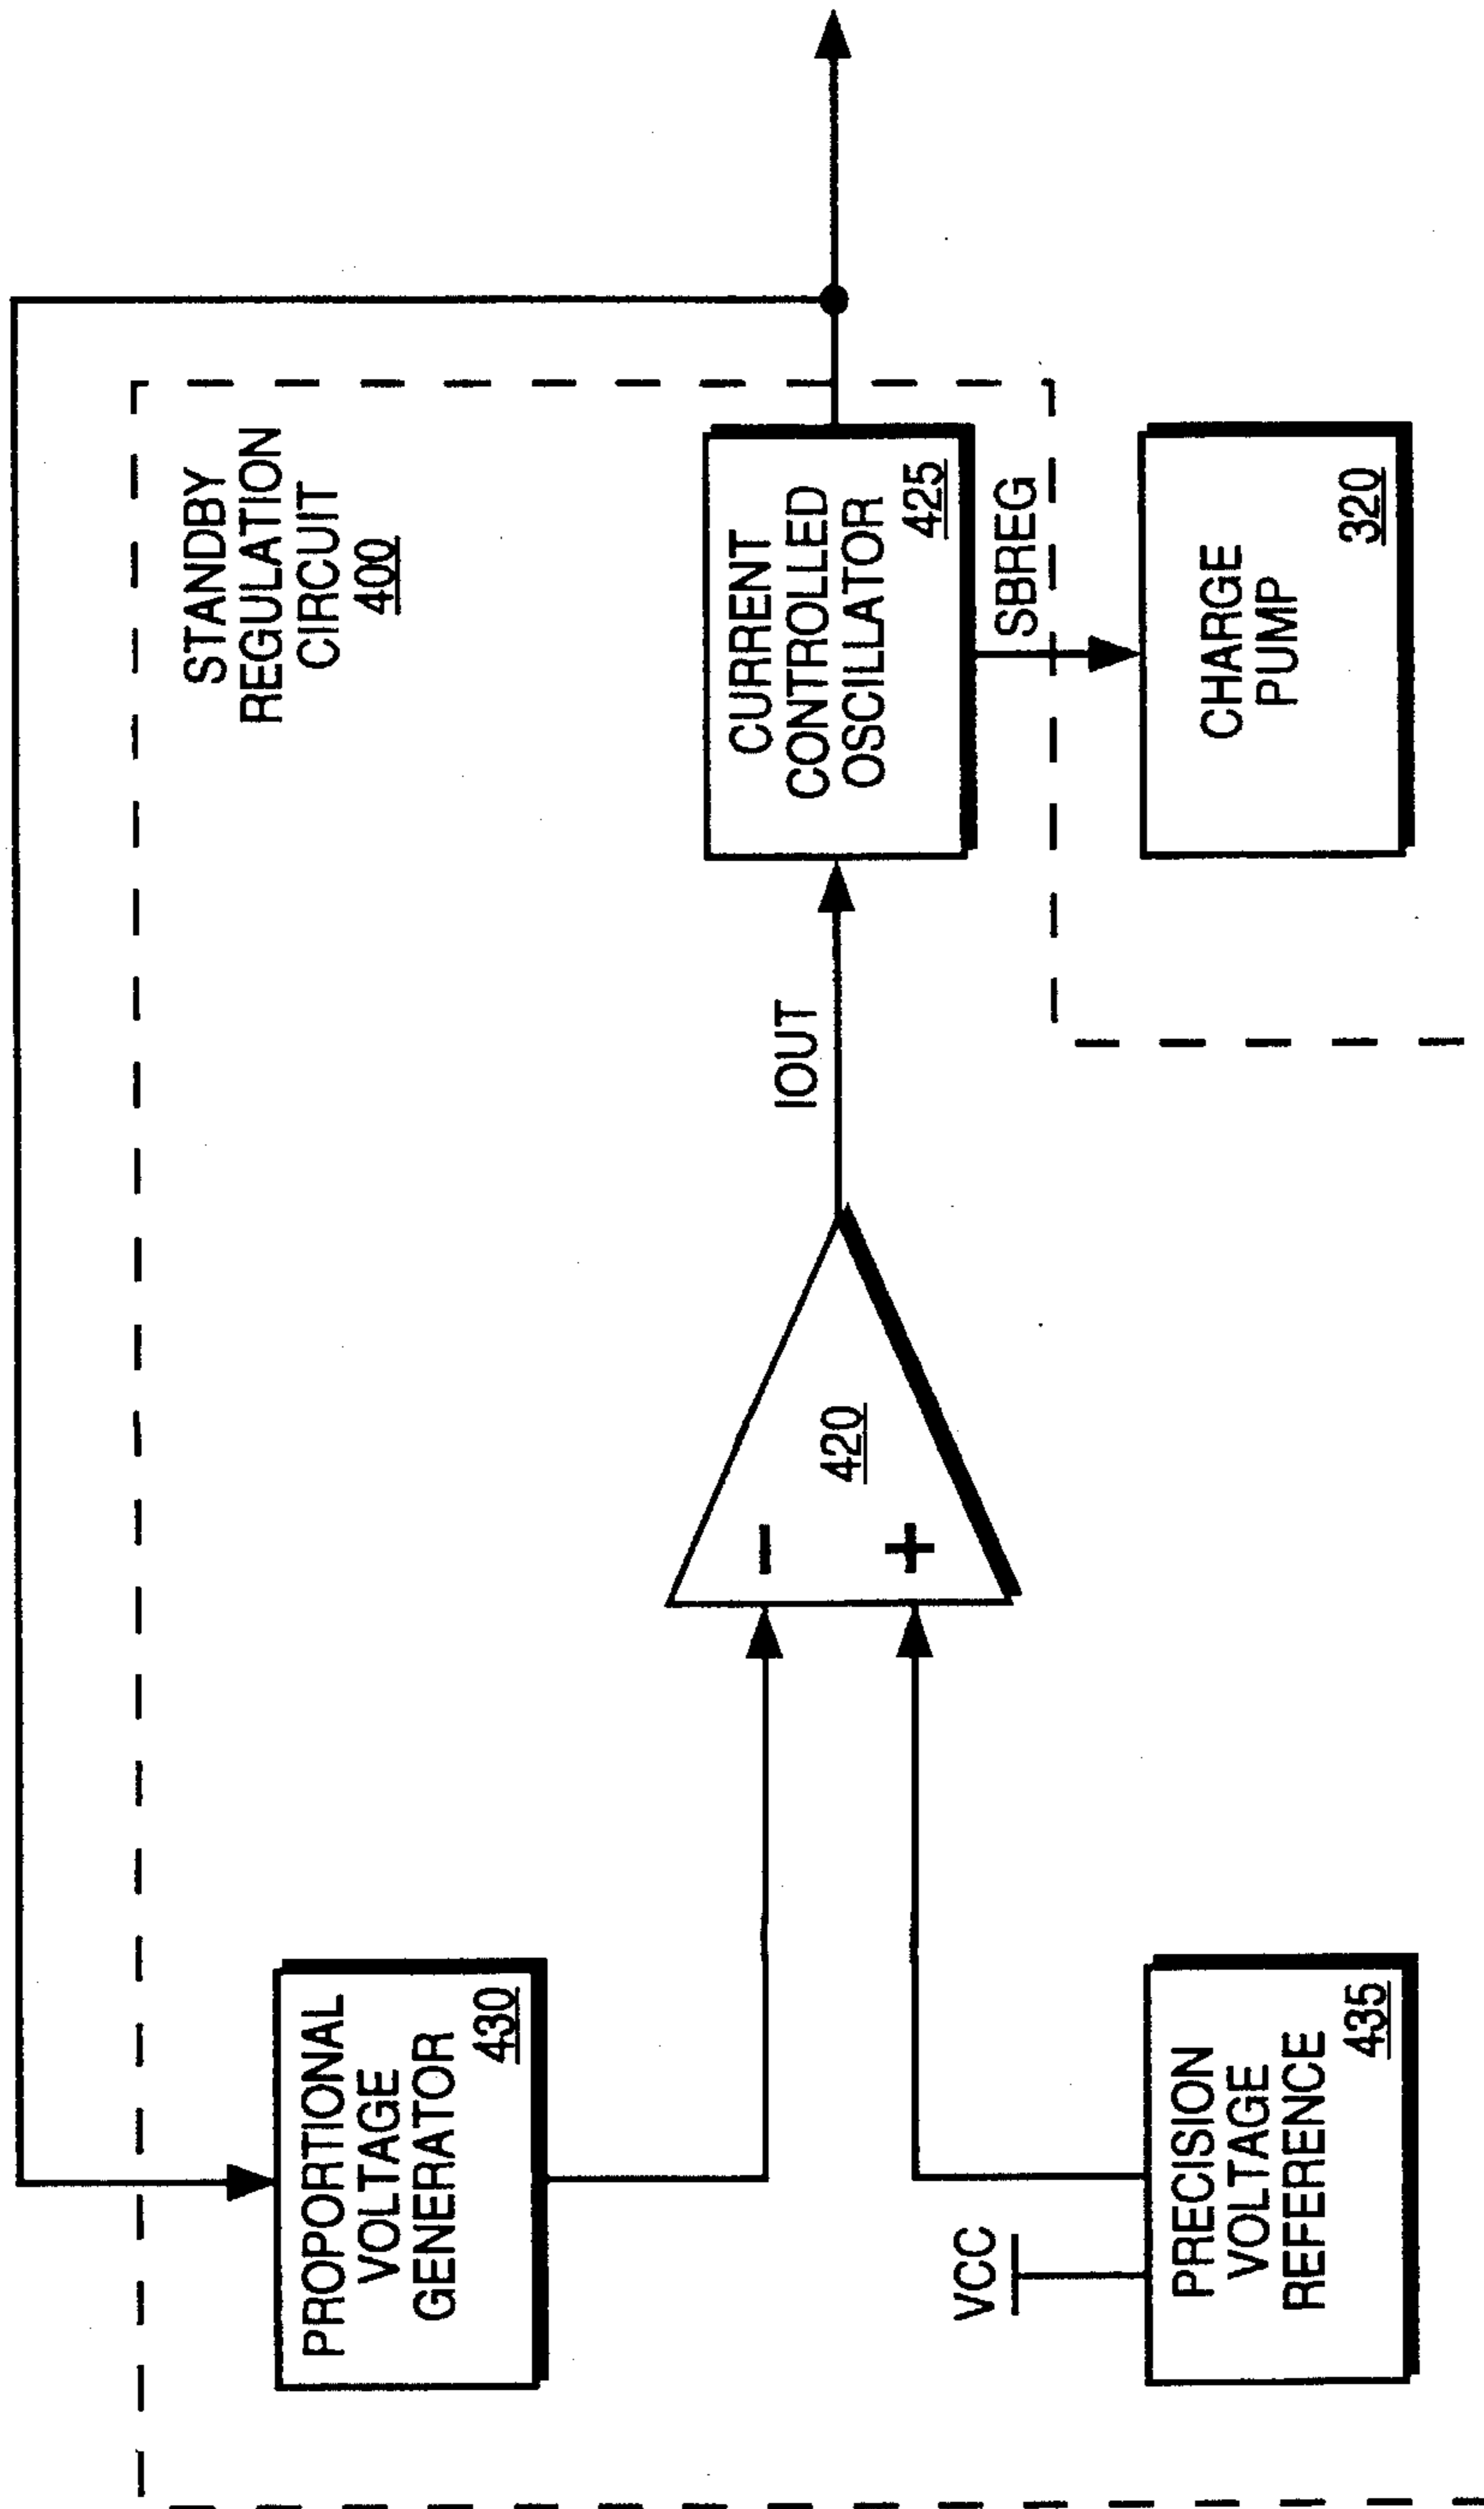 STANDBY
REGULATION
CIRCUIT
400
PROPORTIONAL
VOLTAGE
GENERATOR
430
−
+
420
IOUT
CURRENT
CONTROLLED
OSCILLATOR
425
SBREG
VCC
PRECISION
VOLTAGE
REFERENCE
435
CHARGE
PUMP
320